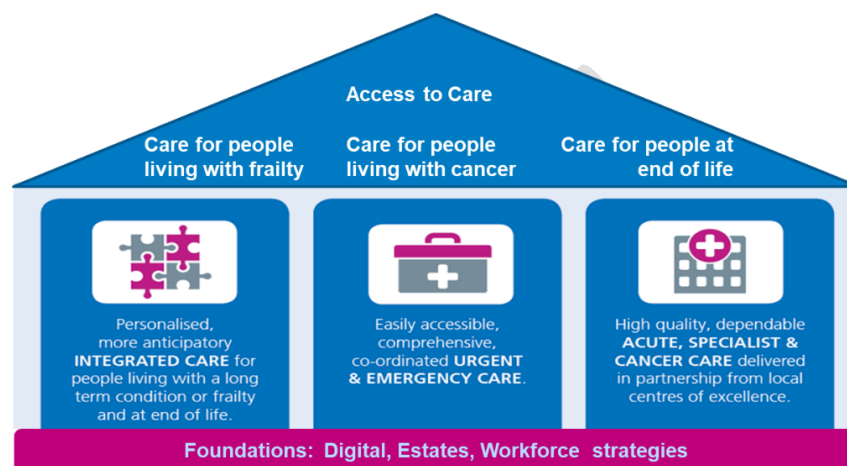 Access to Care
Care for people
living with frailty
Care for people
living with cancer
Care for people at
end of life
Personalised,
more anticipatory
INTEGRATED CARE for
people living with a long
term condition or frailty
and at end of life.
Easily accessible,
comprehensive,
co-ordinated URGENT
& EMERGENCY CARE.
High quality, dependable
ACUTE, SPECIALIST &
CANCER CARE delivered
in partnership from local
centres of excellence.
Foundations: Digital, Estates, Workforce strategies